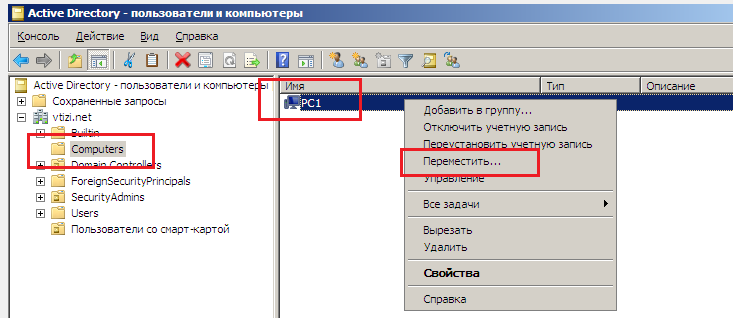 Active Directory - пользователи и компьютеры
Консоль Действие Вид Справка
Active Directory - пользователи и компьютеры
Сохраненные запросы
vtizi.net
Builtin
Computers
Domain Controllers
ForeignSecurityPrincipals
SecurityAdmins
Users
Пользователи со смарт-картой
Имя Тип Описание
PC1
Добавить в группу...
Отключить учетную запись
Переустановить учетную запись
Переместить...
Управление
Все задачи
Вырезать
Удалить
Свойства
Справка